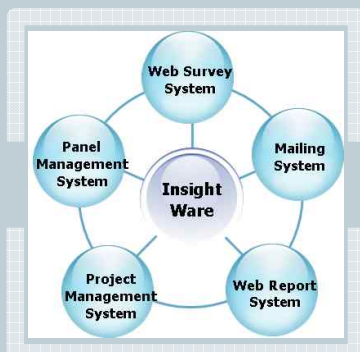 Web Survey
System
Mailing
System
Web Report
System
Project
Management
System
Panel
Management
System
Insight
Ware